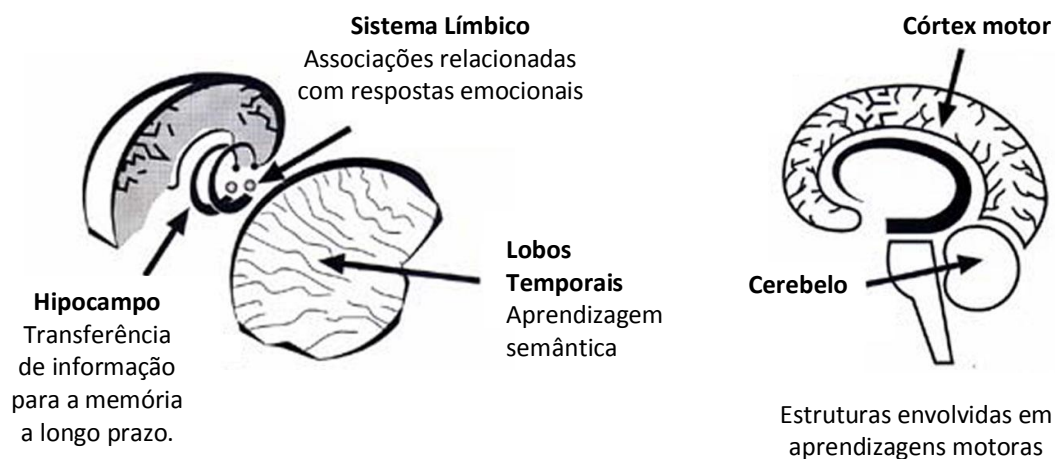 Sistema Límbico
Associações relacionadas
com respostas emocionais
Hipocampo
Transferência
de informação
para a memória
a longo prazo.
Lobos
Temporais
Aprendizagem
semântica
Córtex motor
Cerebelo
Estruturas envolvidas em
aprendizagens motoras